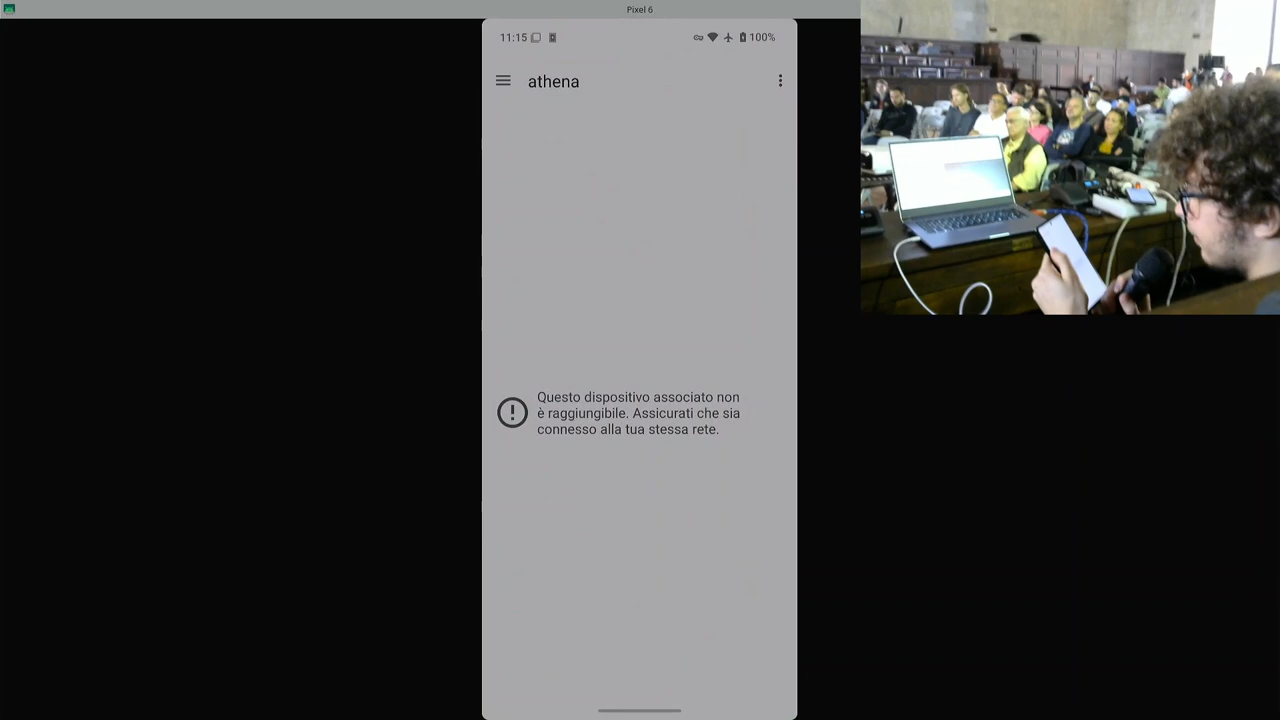 Pixel 6
11:15
100%
athena
Questo dispositivo associato non
è raggiungibile. Assicurati che sia
connesso alla tua stessa rete.